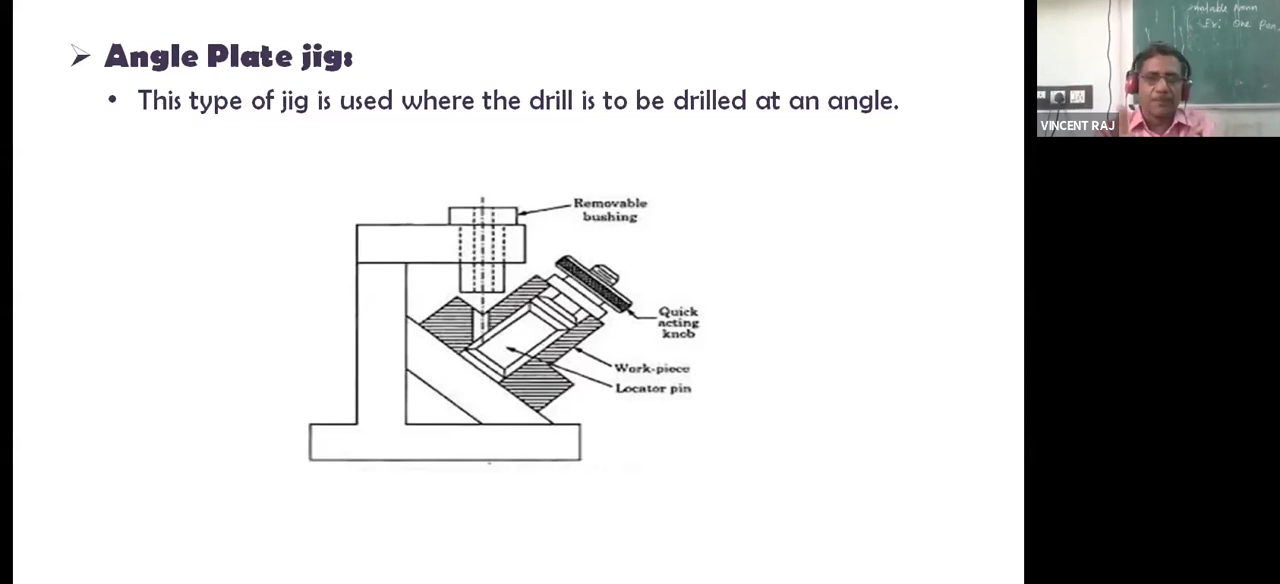 ➤ Angle Plate jig:
• This type of jig is used where the drill is to be drilled at an angle.
Removable
bushing
Quick
acting
knob
Work-piece
Locator pin
VINCENT RAJ